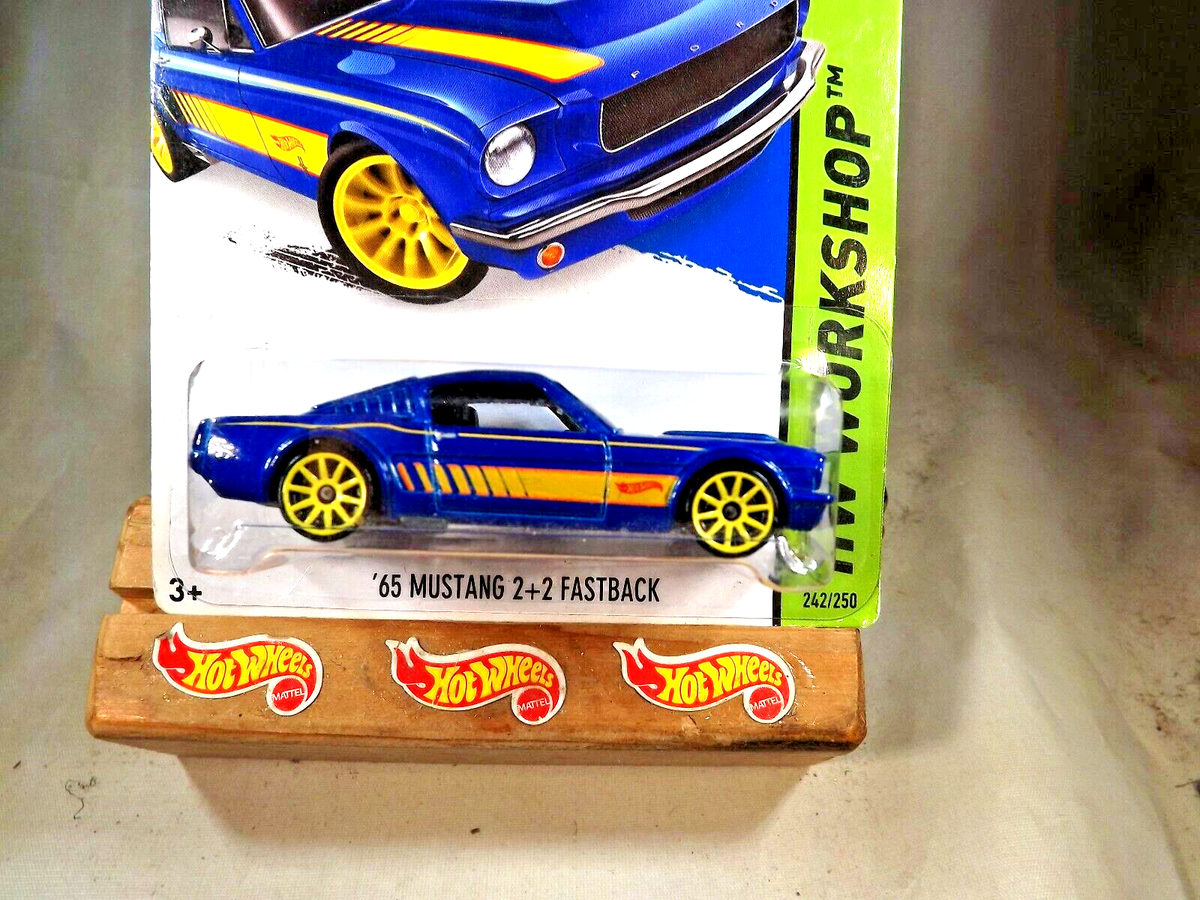 FORD
HW WORKSHOP™
'65 MUSTANG 2+2 FASTBACK
3+
242/250
HOT WHEELS MATTEL
HOT WHEELS MATTEL
HOT WHEELS MATTEL